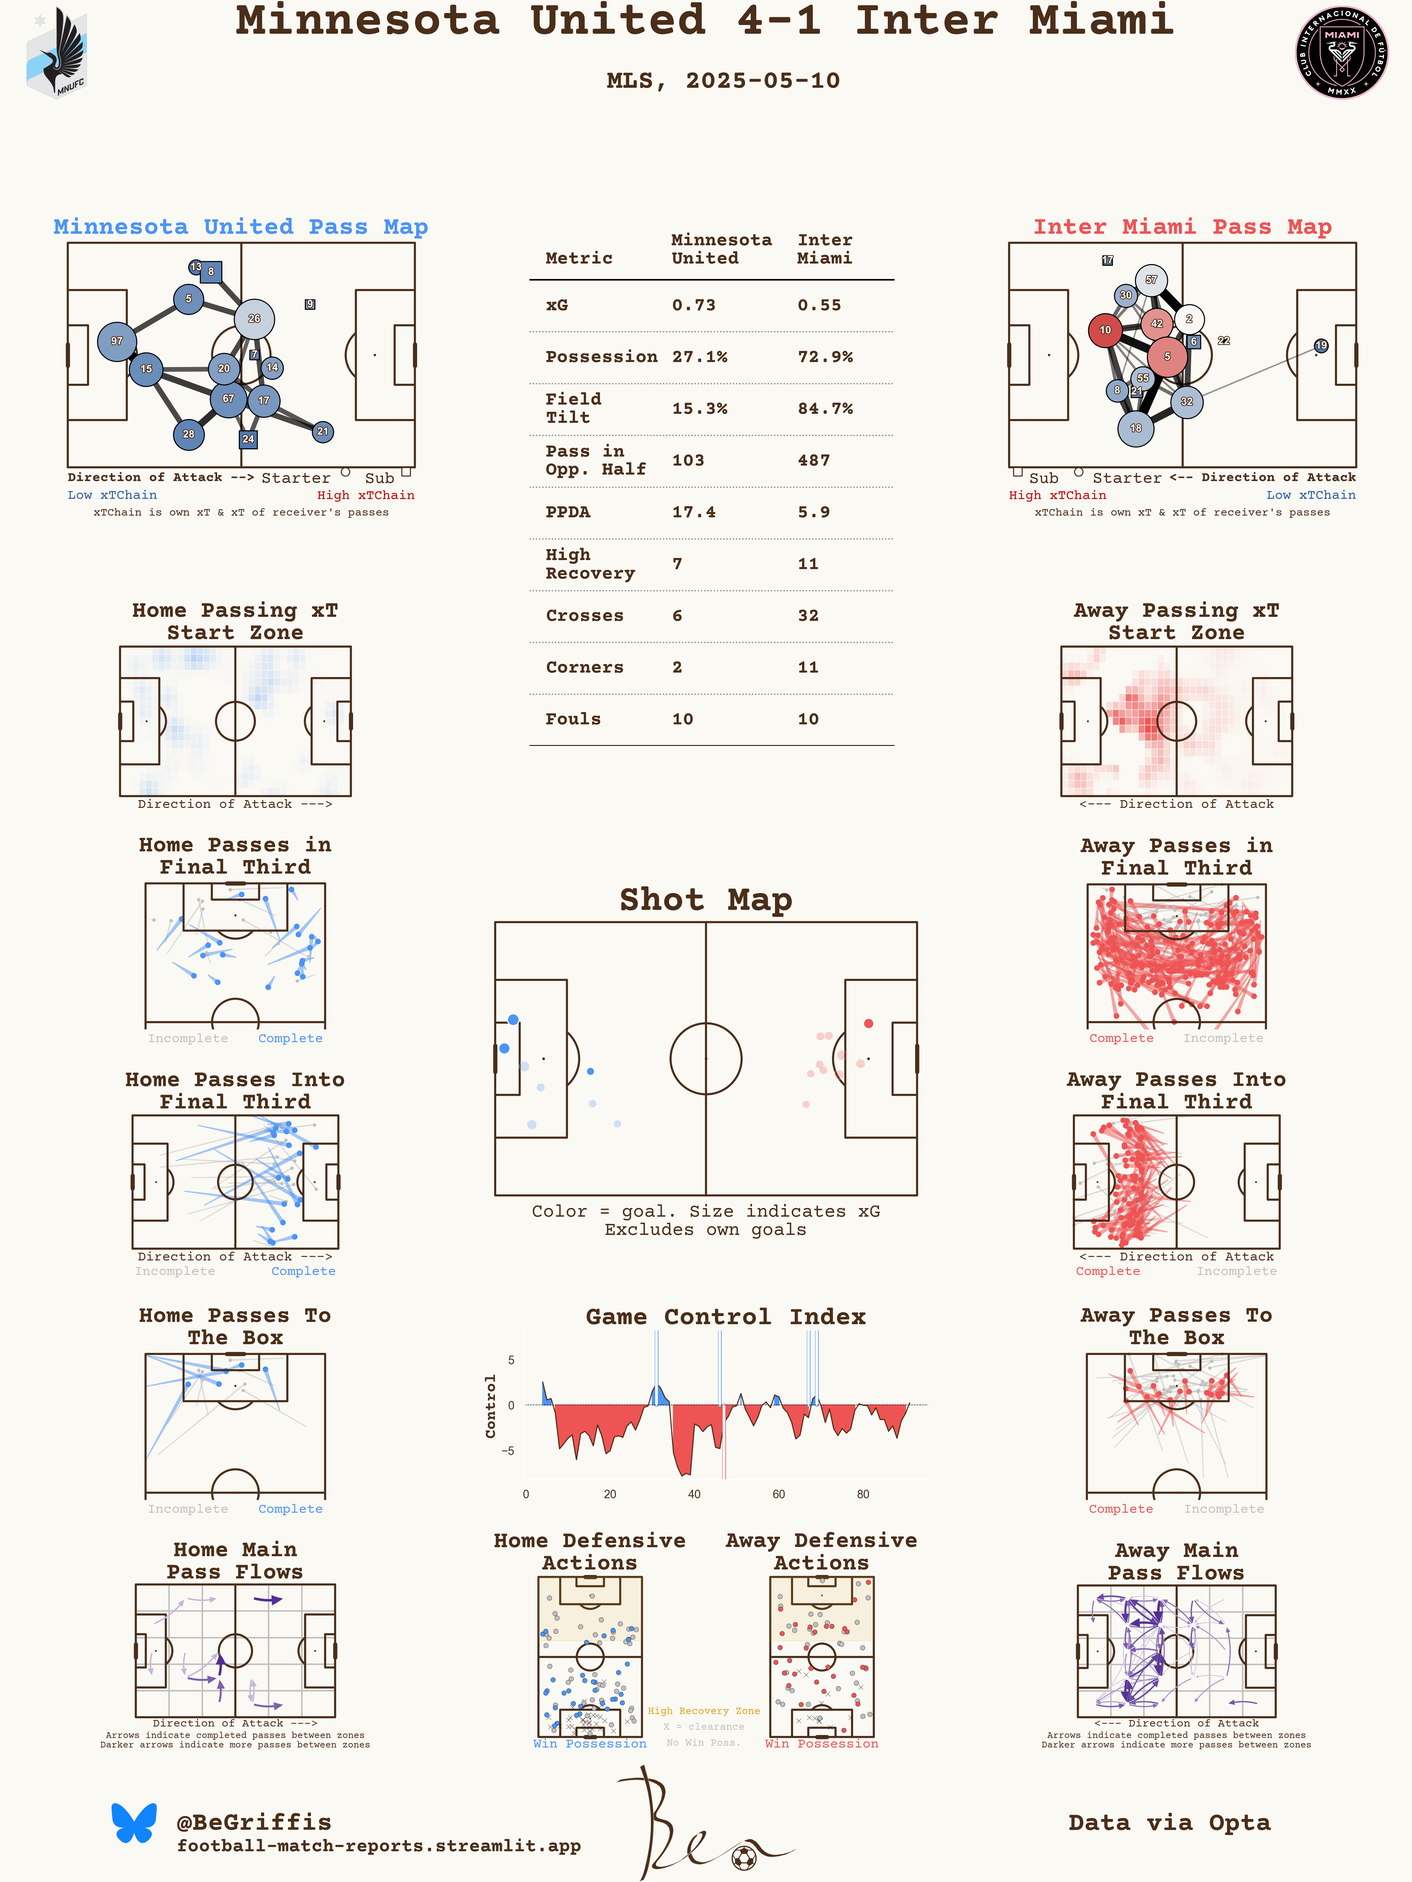 Minnesota United 4-1 Inter Miami
MLS, 2025-05-10
MNUFC
CLUB INTERNACIONAL DE FÚTBOL
MIAMI
MMXX
Minnesota United Pass Map
13 8
5
26
9
97
7
15
20
14
67
17
28
24
21
Direction of Attack --> Starter Sub
Low xTChain High xTChain
xTChain is own xT & xT of receiver's passes
Metric Minnesota United Inter Miami
xG 0.73 0.55
Possession 27.1% 72.9%
Field Tilt 15.3% 84.7%
Pass in Opp. Half 103 487
PPDA 17.4 5.9
High Recovery 7 11
Crosses 6 32
Corners 2 11
Fouls 10 10
Inter Miami Pass Map
17
57
30
2
42
10
6
22
19
5
55
8
21
32
18
Sub Starter <-- Direction of Attack
High xTChain Low xTChain
xTChain is own xT & xT of receiver's passes
Home Passing xT
Start Zone
Direction of Attack --->
Away Passing xT
Start Zone
<--- Direction of Attack
Home Passes in
Final Third
Incomplete Complete
Away Passes in
Final Third
Complete Incomplete
Shot Map
Color = goal. Size indicates xG
Excludes own goals
Home Passes Into
Final Third
Direction of Attack --->
Incomplete Complete
Away Passes Into
Final Third
<--- Direction of Attack
Complete Incomplete
Home Passes To
The Box
Incomplete Complete
Game Control Index
Control
5
0
−5
0 20 40 60 80
Away Passes To
The Box
Complete Incomplete
Home Main
Pass Flows
Direction of Attack --->
Arrows indicate completed passes between zones
Darker arrows indicate more passes between zones
Home Defensive
Actions
Win Possession
Away Defensive
Actions
Win Possession
High Recovery Zone
X = clearance
No Win Poss.
Away Main
Pass Flows
<--- Direction of Attack
Arrows indicate completed passes between zones
Darker arrows indicate more passes between zones
@BeGriffis
football-match-reports.streamlit.app
Ben
Data via Opta